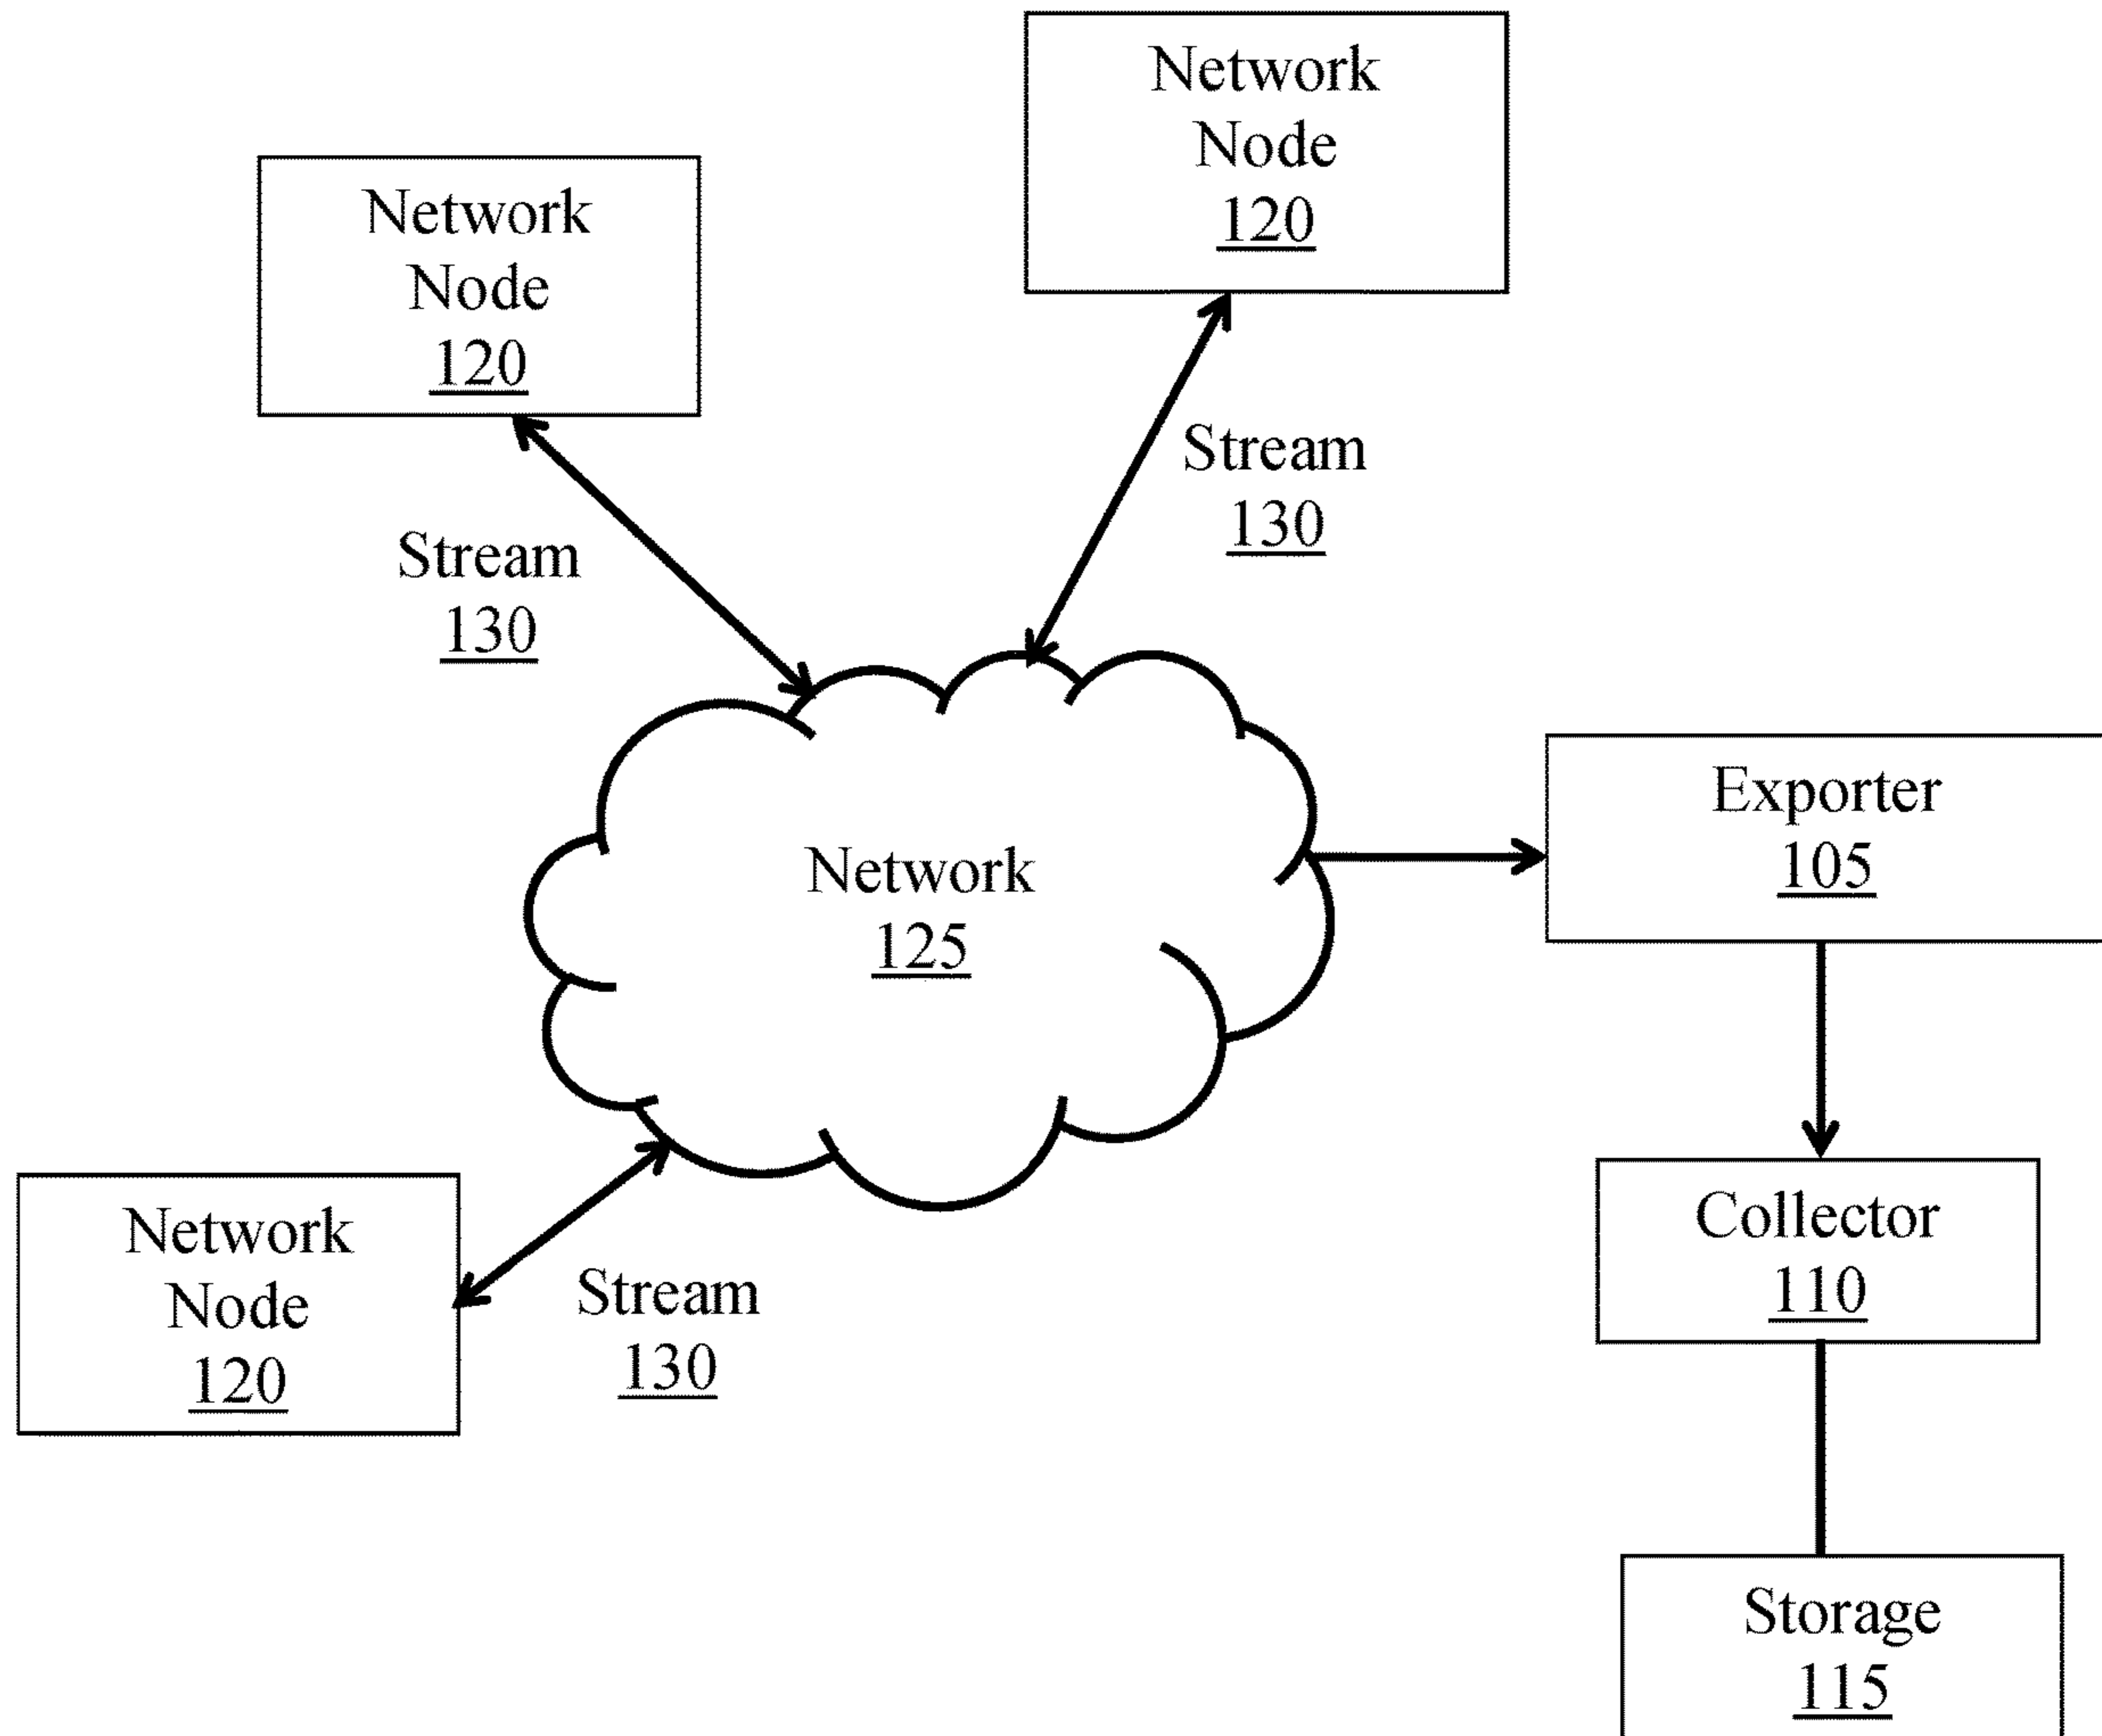 Network
Node
120
Network
Node
120
Stream
130
Stream
130
Network
125
Exporter
105
Collector
110
Network
Node
120
Stream
130
Storage
115